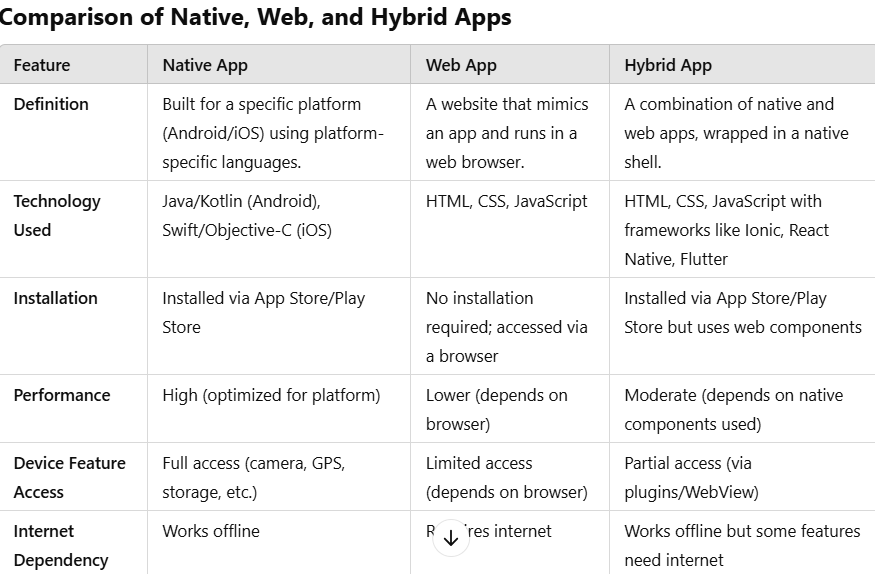 Comparison of Native, Web, and Hybrid Apps
Feature Native App Web App Hybrid App
Definition Built for a specific platform A website that mimics A combination of native and
(Android/iOS) using platform- an app and runs in a web apps, wrapped in a native
specific languages. web browser. shell.
Technology Java/Kotlin (Android), HTML, CSS, JavaScript HTML, CSS, JavaScript with
Used Swift/Objective-C (iOS) frameworks like Ionic, React
Native, Flutter
Installation Installed via App Store/Play No installation Installed via App Store/Play
Store required; accessed via Store but uses web components
a browser
Performance High (optimized for platform) Lower (depends on Moderate (depends on native
browser) components used)
Device Feature Full access (camera, GPS, Limited access Partial access (via
Access storage, etc.) (depends on browser) plugins/WebView)
Internet Works offline internet Works offline but some features
Dependency need internet